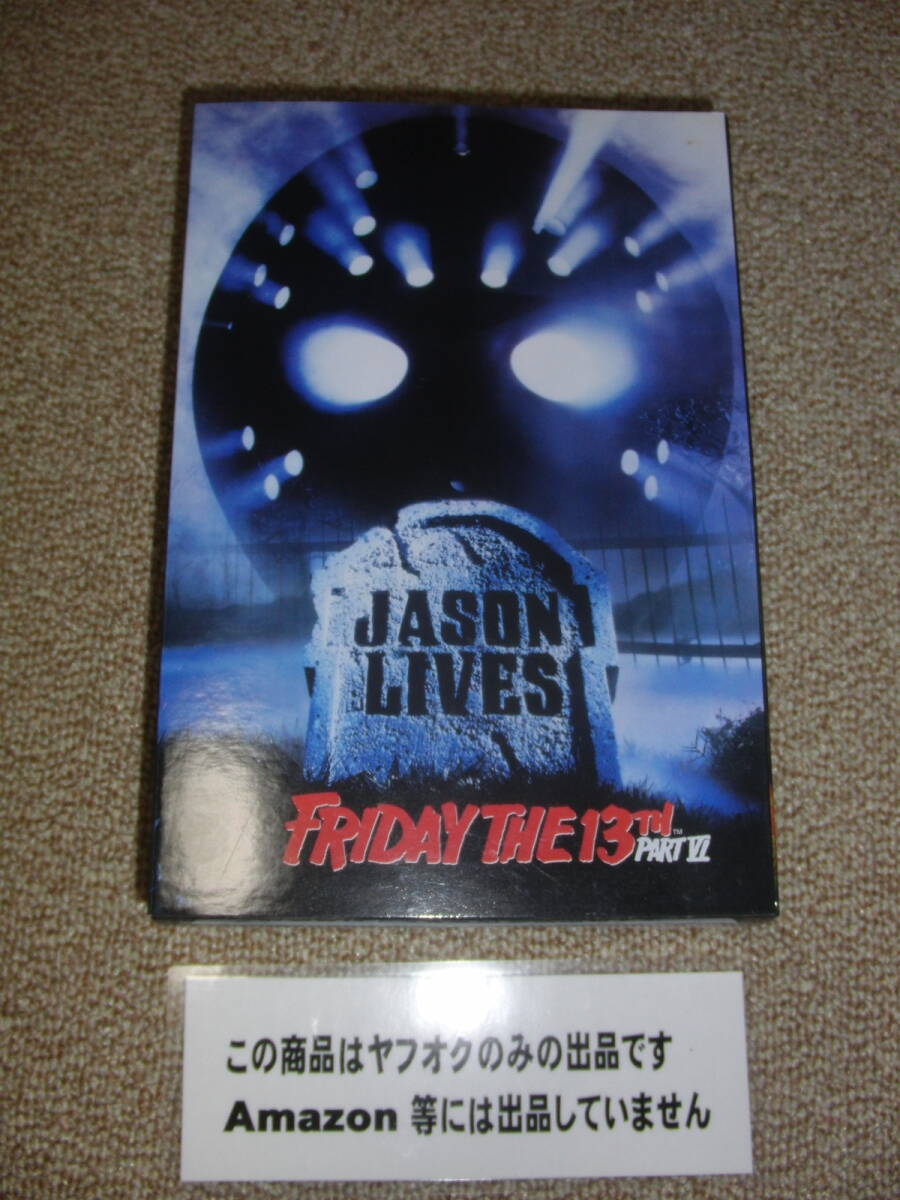 JASON
LIVES
FRIDAY THE 13TH™
PART VI
この商品はヤフオクのみの出品です
Amazon 等には出品していません